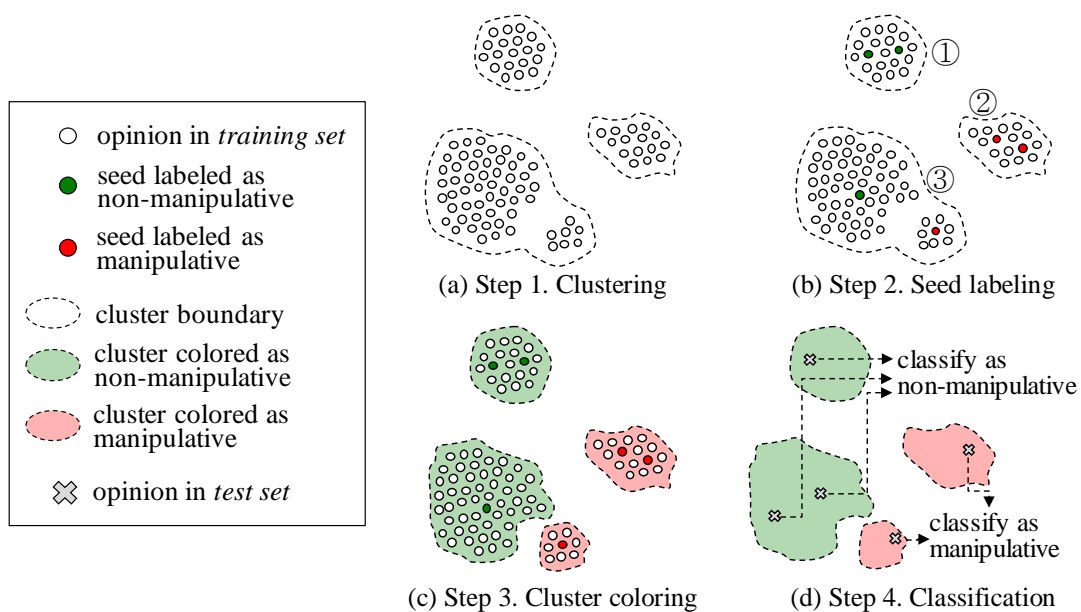 opinion in training set
seed labeled as
non-manipulative
seed labeled as
manipulative
cluster boundary
cluster colored as
non-manipulative
cluster colored as
manipulative
opinion in test set
(a) Step 1. Clustering
①
②
③
(b) Step 2. Seed labeling
(c) Step 3. Cluster coloring
classify as
non-manipulative
classify as
manipulative
(d) Step 4. Classification